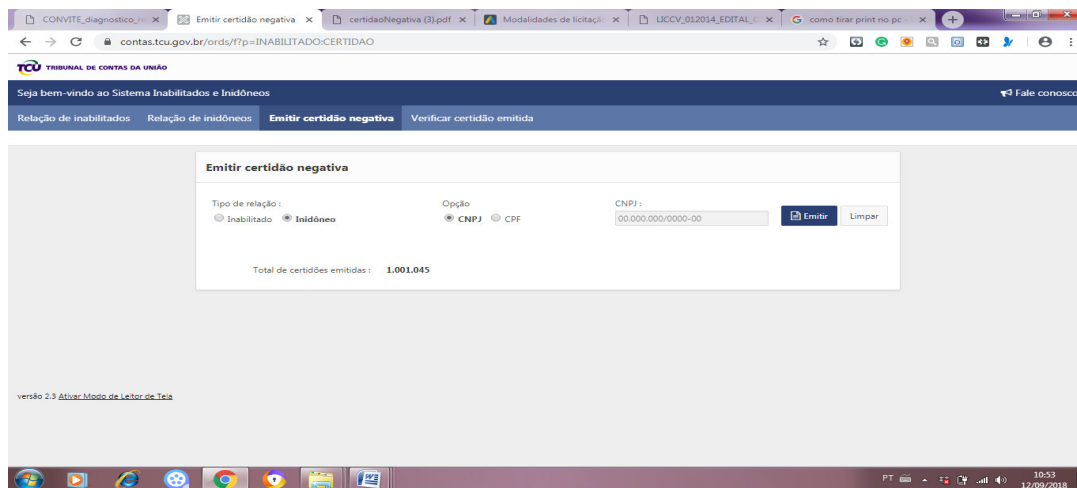 CONVITE_diagnostico_re
Emitir certidão negativa
certidaoNegativa (3).pdf
Modalidades de licitaçã
LICCV_012014_EDITAL_C
como tirar print no pc -
contas.tcu.gov.br/ords/f?p=INABILITADO:CERTIDAO
TCU TRIBUNAL DE CONTAS DA UNIÃO
Seja bem-vindo ao Sistema Inabilitados e Inidôneos
Fale conosco
Relação de inabilitados Relação de inidôneos Emitir certidão negativa Verificar certidão emitida
Emitir certidão negativa
Tipo de relação : Opção CNPJ :
Inabilitado Inidôneo CNPJ CPF 00.000.000/0000-00 Emitir Limpar
Total de certidões emitidas : 1.001.045
versão 2.3 Ativar Modo de Leitor de Tela
PT 10:53
12/09/2018